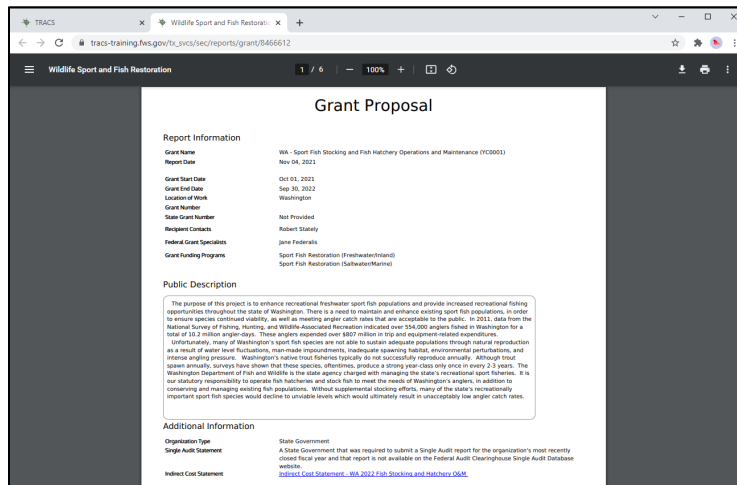 TRACS
Wildlife Sport and Fish Restoratio
tracs-training.fws.gov/tx_svcs/sec/reports/grant/8466612
Wildlife Sport and Fish Restoration
1 / 6
100%
Grant Proposal
Report Information
Grant Name WA - Sport Fish Stocking and Fish Hatchery Operations and Maintenance (YC0001)
Report Date Nov 04, 2021
Grant Start Date Oct 01, 2021
Grant End Date Sep 30, 2022
Location of Work Washington
Grant Number
State Grant Number Not Provided
Recipient Contacts Robert Stately
Federal Grant Specialists Jane Federalis
Grant Funding Programs Sport Fish Restoration (Freshwater/Inland)
Sport Fish Restoration (Saltwater/Marine)
Public Description
The purpose of this project is to enhance recreational freshwater sport fish populations and provide increased recreational fishing
opportunities throughout the state of Washington. There is a need to maintain and enhance existing sport fish populations, in order
to ensure species continued viability, as well as meeting angler catch rates that are acceptable to the public. In 2011, data from the
National Survey of Fishing, Hunting, and Wildlife-Associated Recreation indicated over 554,000 anglers fished in Washington for a
total of 10.2 million angler-days. These anglers expended over $807 million in trip and equipment-related expenditures.
Unfortunately, many of Washington's sport fish species are not able to sustain adequate populations through natural reproduction
as a result of water level fluctuations, man-made impoundments, inadequate spawning habitat, environmental perturbations, and
intense angling pressure. Washington's native trout fisheries typically do not successfully reproduce annually. Although trout
spawn annually, surveys have shown that these species, oftentimes, produce a strong year-class only once in every 2-3 years. The
Washington Department of Fish and Wildlife is the state agency charged with managing the state's recreational sport fisheries. It is
our statutory responsibility to operate fish hatcheries and stock fish to meet the needs of Washington's anglers, in addition to
conserving and managing existing fish populations. Without supplemental stocking efforts, many of the state's recreationally
important sport fish species would decline to unviable levels which would ultimately result in unacceptably low angler catch rates.
Additional Information
Organization Type State Government
Single Audit Statement A State Government that was required to submit a Single Audit report for the organization's most recently
closed fiscal year and that report is not available on the Federal Audit Clearinghouse Single Audit Database
website.
Indirect Cost Statement Indirect Cost Statement - WA 2022 Fish Stocking and Hatchery O&M